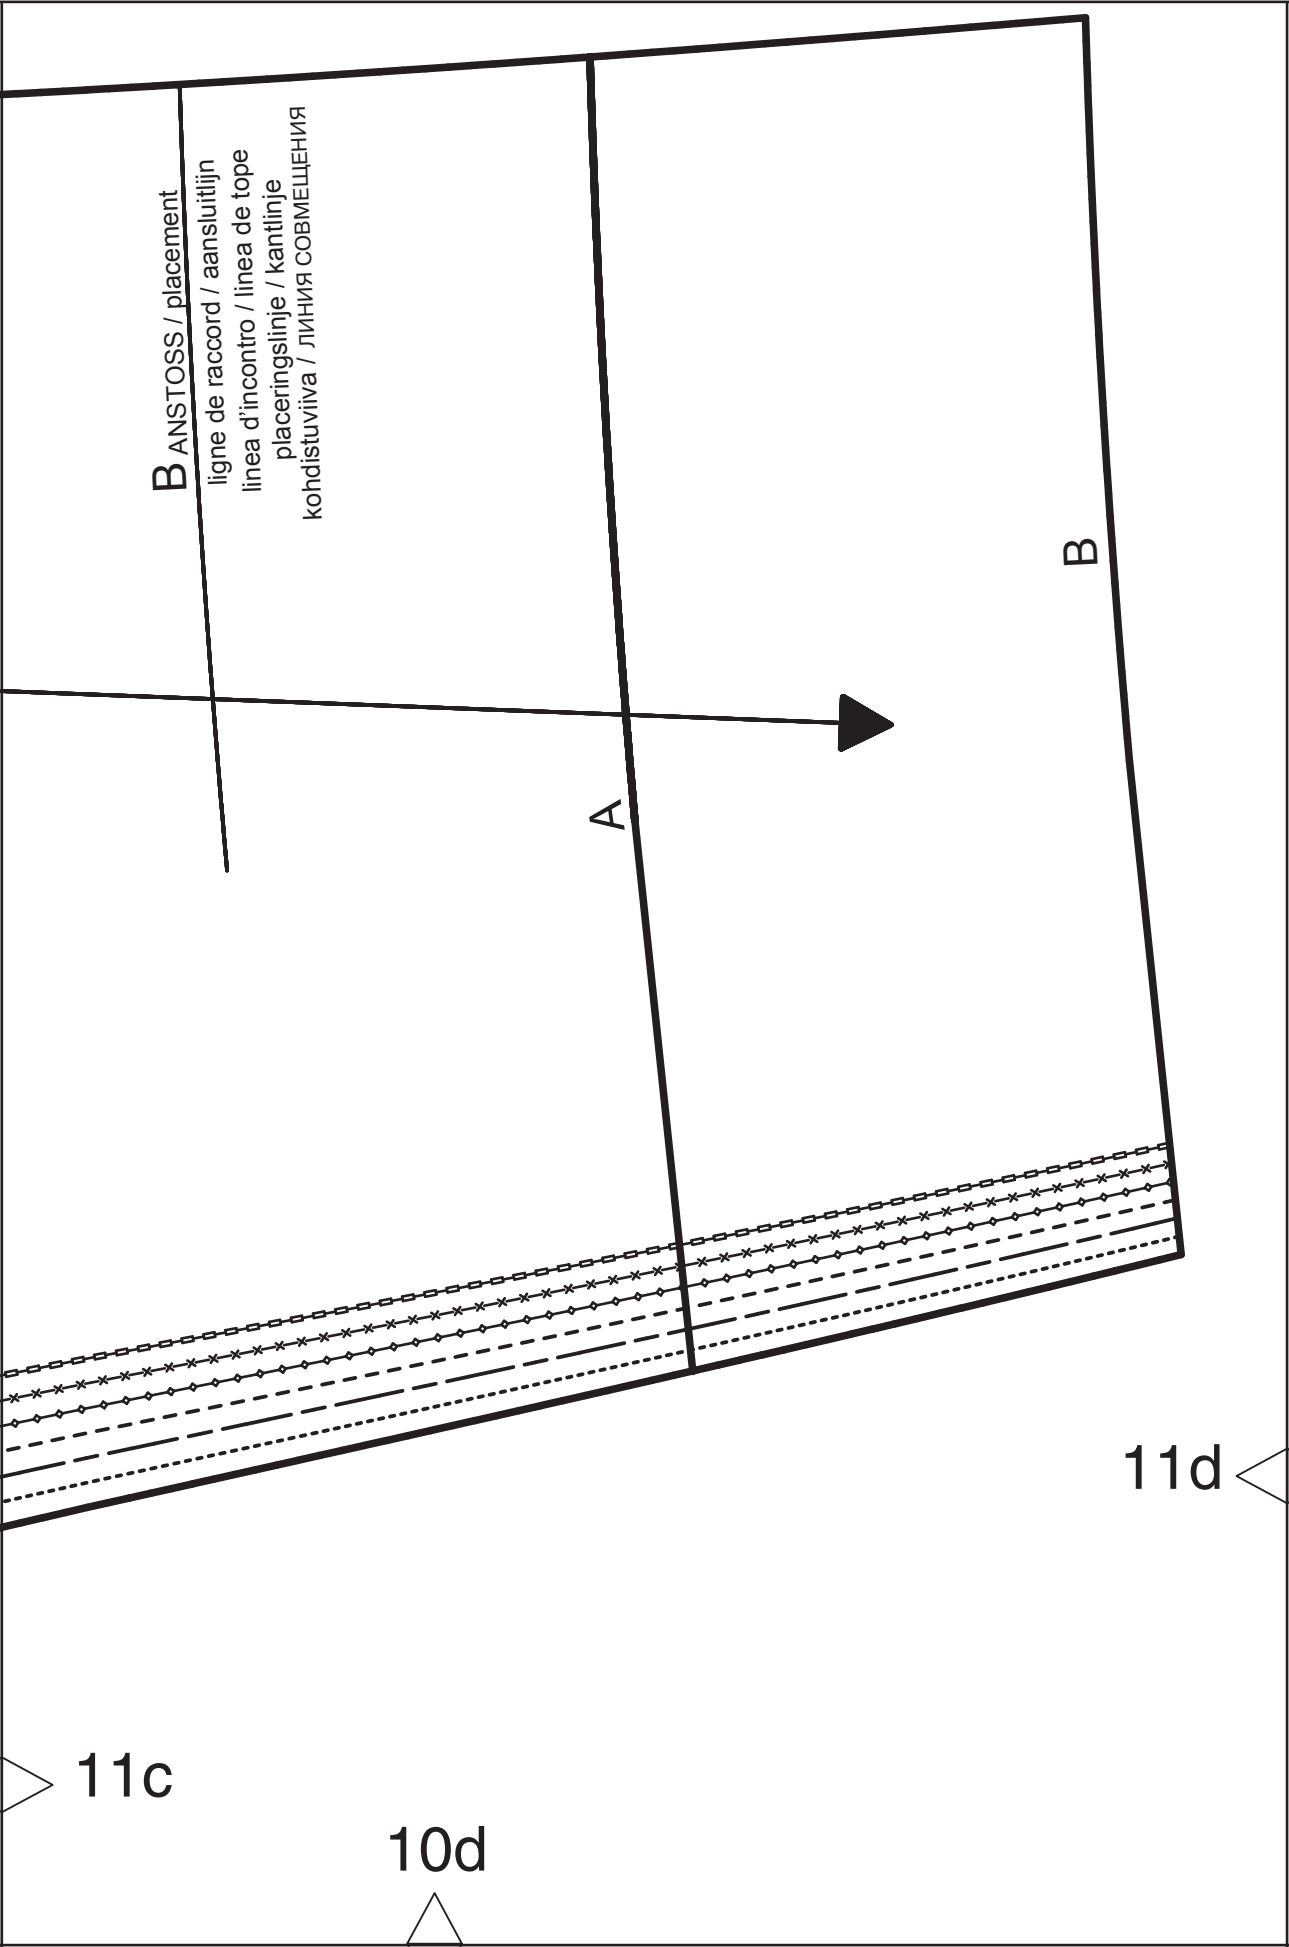 B ANSTOSS / placement
ligne de raccord / aansluitlijn
linea d'incontro / linea de tope
placeringslinje / kantlinje
kohdistuviiva / ЛИНИЯ СОВМЕЩЕНИЯ
B
A
11d
11c
10d